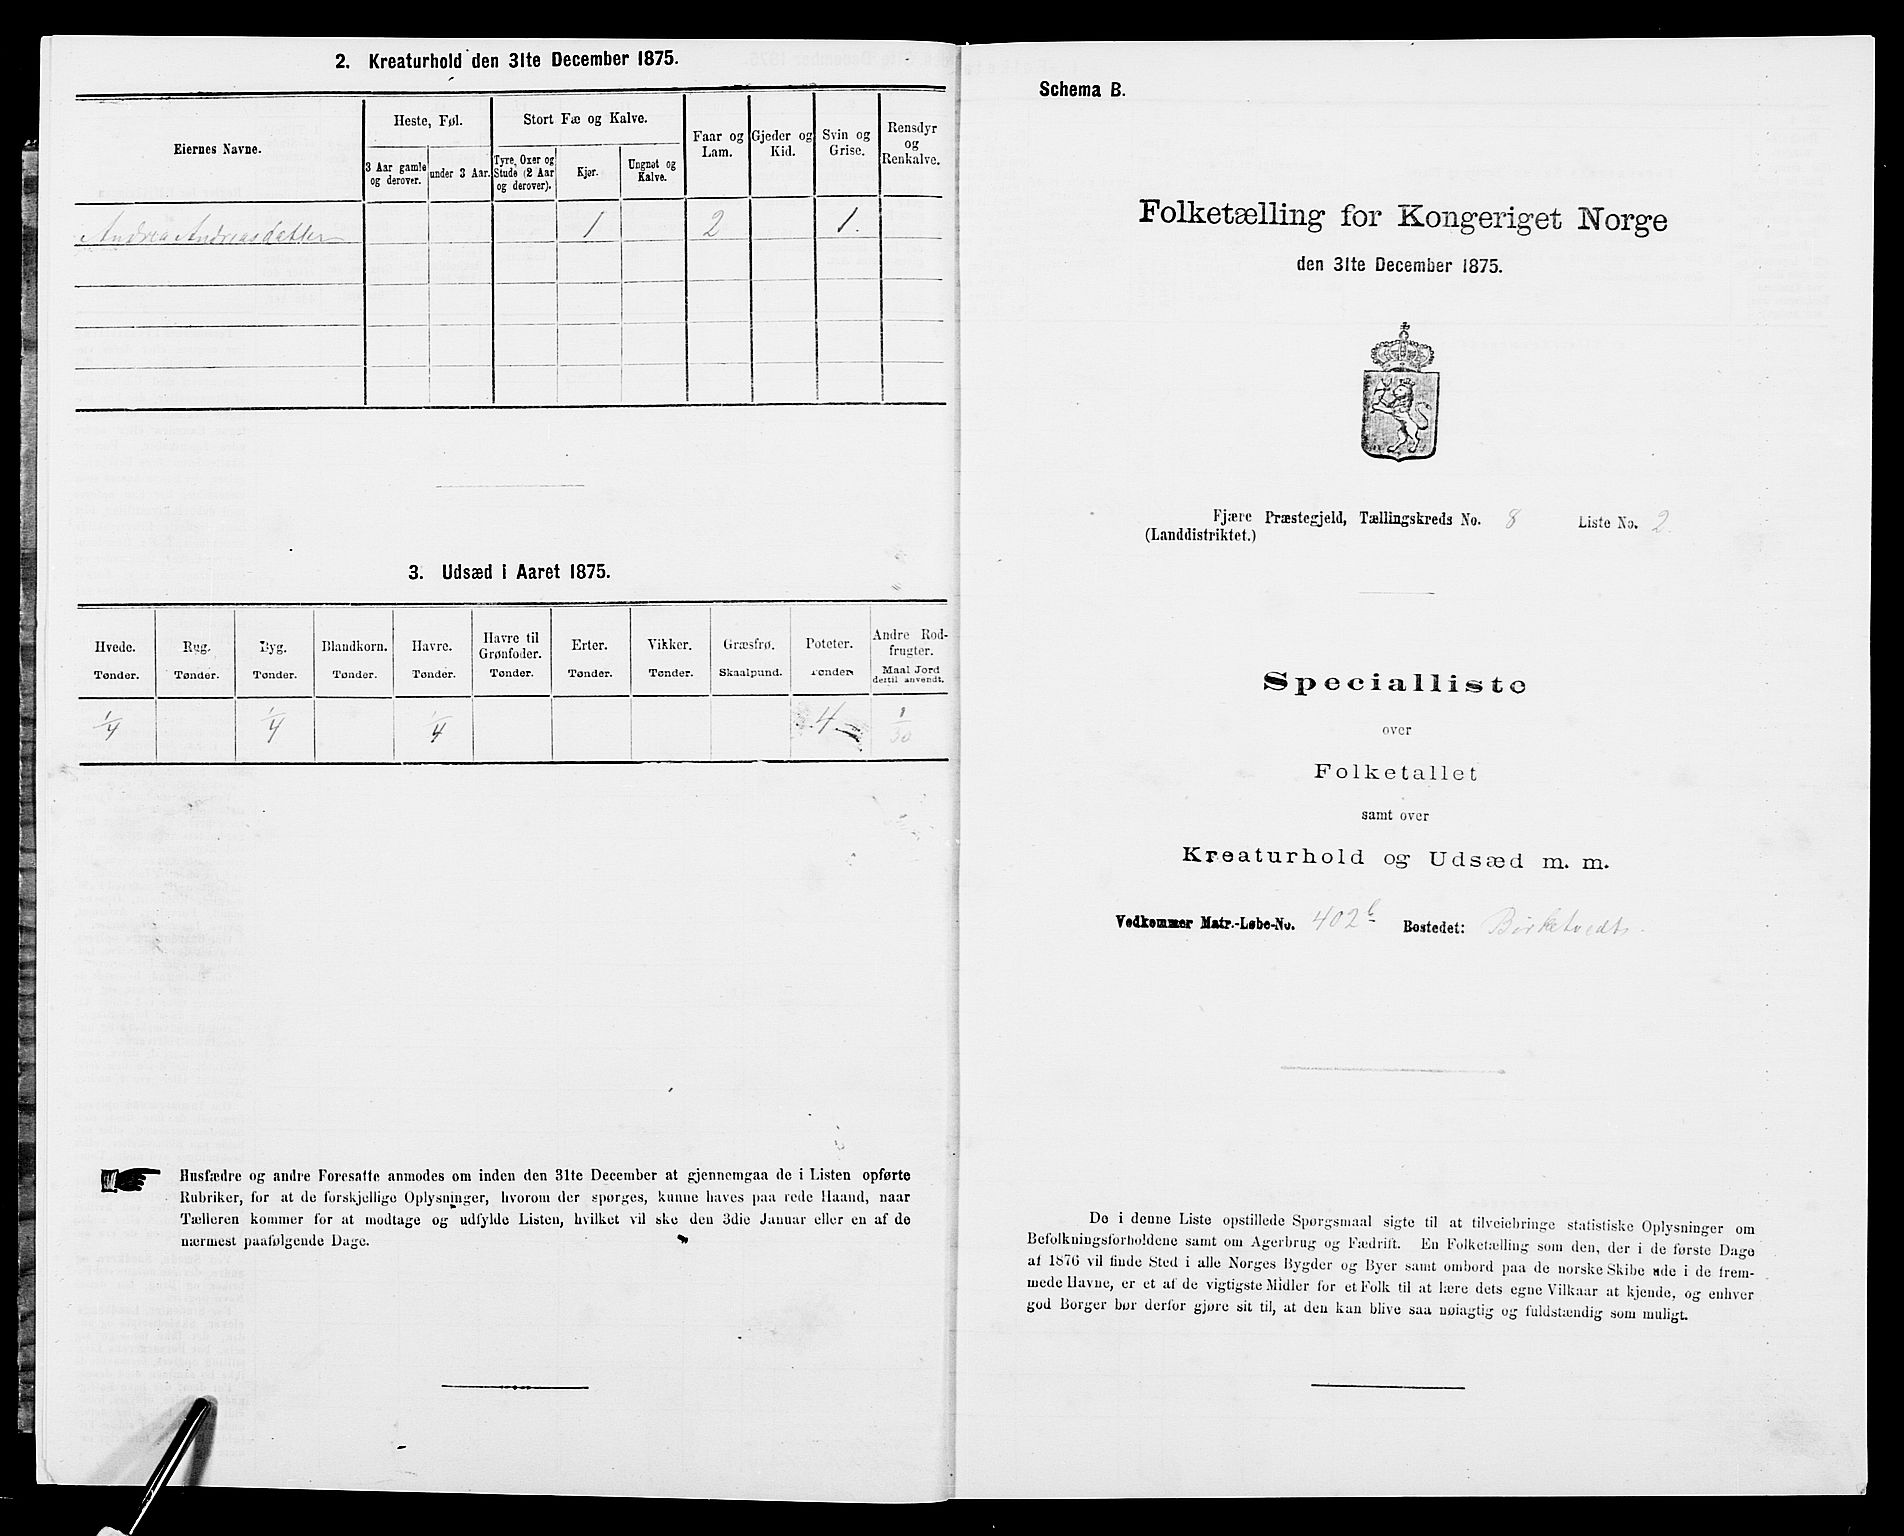 2. Kreaturhold den 31te December 1875.
Eiernes Navne.
Heste, Føl.
Stort Fæ og Kalve.
Faar og Lam.
Gjeder og Kid.
Svin og Grise.
Rensdyr og Renkalve.
3 Aar gamle og derover.
under 3 Aar.
Tyre, Oxer og Stude (2 Aar og derover).
Kjør.
Ungnøt og Kalve.
Andrea Andreasdatter 1 2 1.
3. Udsæd i Aaret 1875.
Hvede. Rug. Byg. Blandkorn. Havre. Havre til Grønfoder. Erter. Vikker. Græsfrø. Poteter. Andre Rodfrugter.
Tønder. Tønder. Tønder. Tønder. Tønder. Tønder. Tønder. Tønder. Skaalpund. Tønder. Maal Jord dertil anvendt.
1/4 1/4 1/4 4 1/30
Husfædre og andre Foresatte anmodes om inden den 31te December at gjennemgaa de i Listen opførte
Rubriker, for at de forskjellige Oplysninger, hvorom der spørges, kunne haves paa rede Haand, naar
Tælleren kommer for at modtage og udfylde Listen, hvilket vil ske den 3die Januar eller en af de
nærmest paafølgende Dage.
Schema B.
Folketælling for Kongeriget Norge
den 31te December 1875.
Fjære Præstegjeld, Tællingskreds No. 8 Liste No. 2.
(Landdistriktet.)
Specialliste
over
Folketallet
samt over
Kreaturhold og Udsæd m. m.
Vedkommer Matr.-Løbe-No. 402b Bostedet: Birketvedt
De i denne Liste opstillede Spørgsmaal sigte til at tilveiebringe statistiske Oplysninger om
Befolkningsforholdene samt om Agerbrug og Fædrift. En Folketælling som den, der i de første Dage
af 1876 vil finde Sted i alle Norges Bygder og Byer samt ombord paa de norske Skibe ude i de frem-
mede Havne, er et af de vigtigste Midler for et Folk til at lære dets egne Vilkaar at kjende, og enhver
god Borger bør derfor gjøre sit til, at den kan blive saa nøiagtig og fuldstændig som muligt.